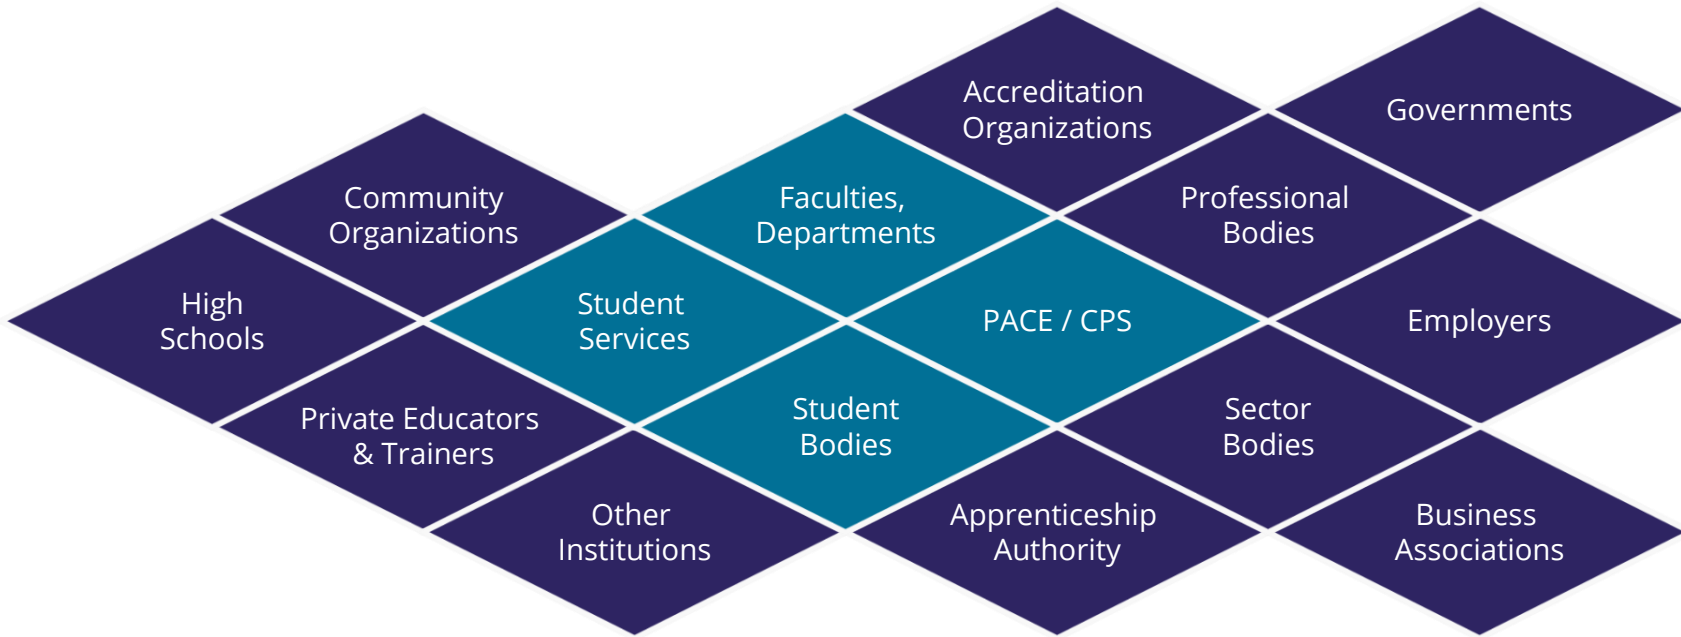 Accreditation
Organizations
Governments
Community
Organizations
Faculties,
Departments
Professional
Bodies
High
Schools
Student
Services
PACE / CPS
Employers
Private Educators
& Trainers
Student
Bodies
Sector
Bodies
Other
Institutions
Apprenticeship
Authority
Business
Associations